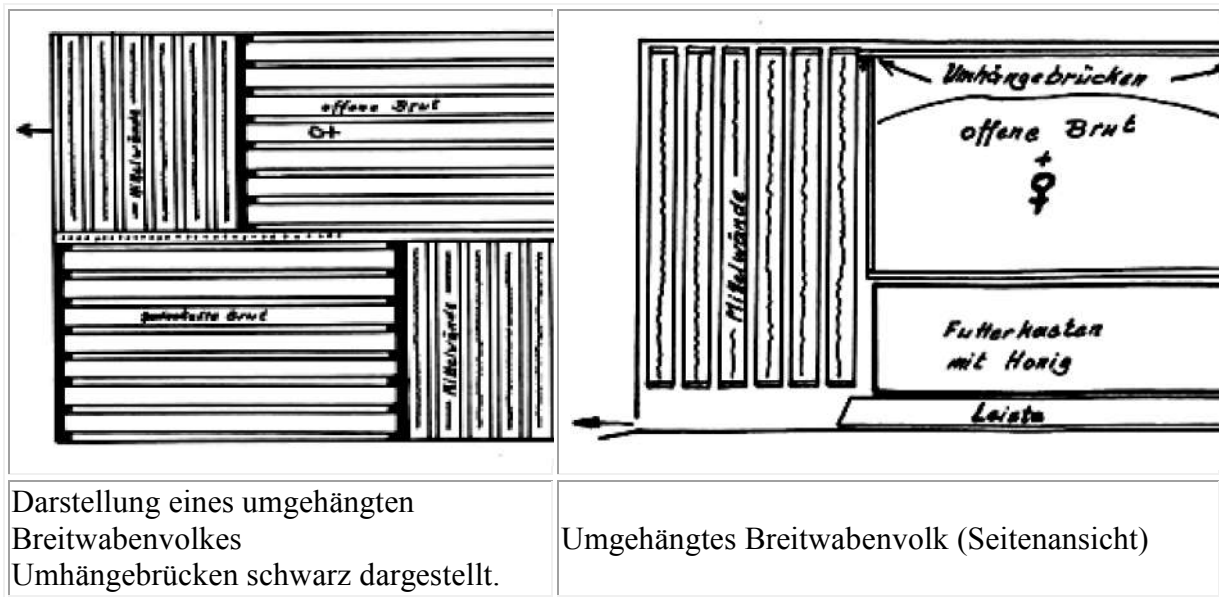 offene Brut
♀
— Mittelwände —
Brut
— Mittelwände —
Umhängebrücken
offene Brut
♀
— Mittelwände —
Futterkasten
mit Honig
Leiste
Darstellung eines umgehängten
Breitwabenvolkes
Umhängebrücken schwarz dargestellt.
Umgehängtes Breitwabenvolk (Seitenansicht)